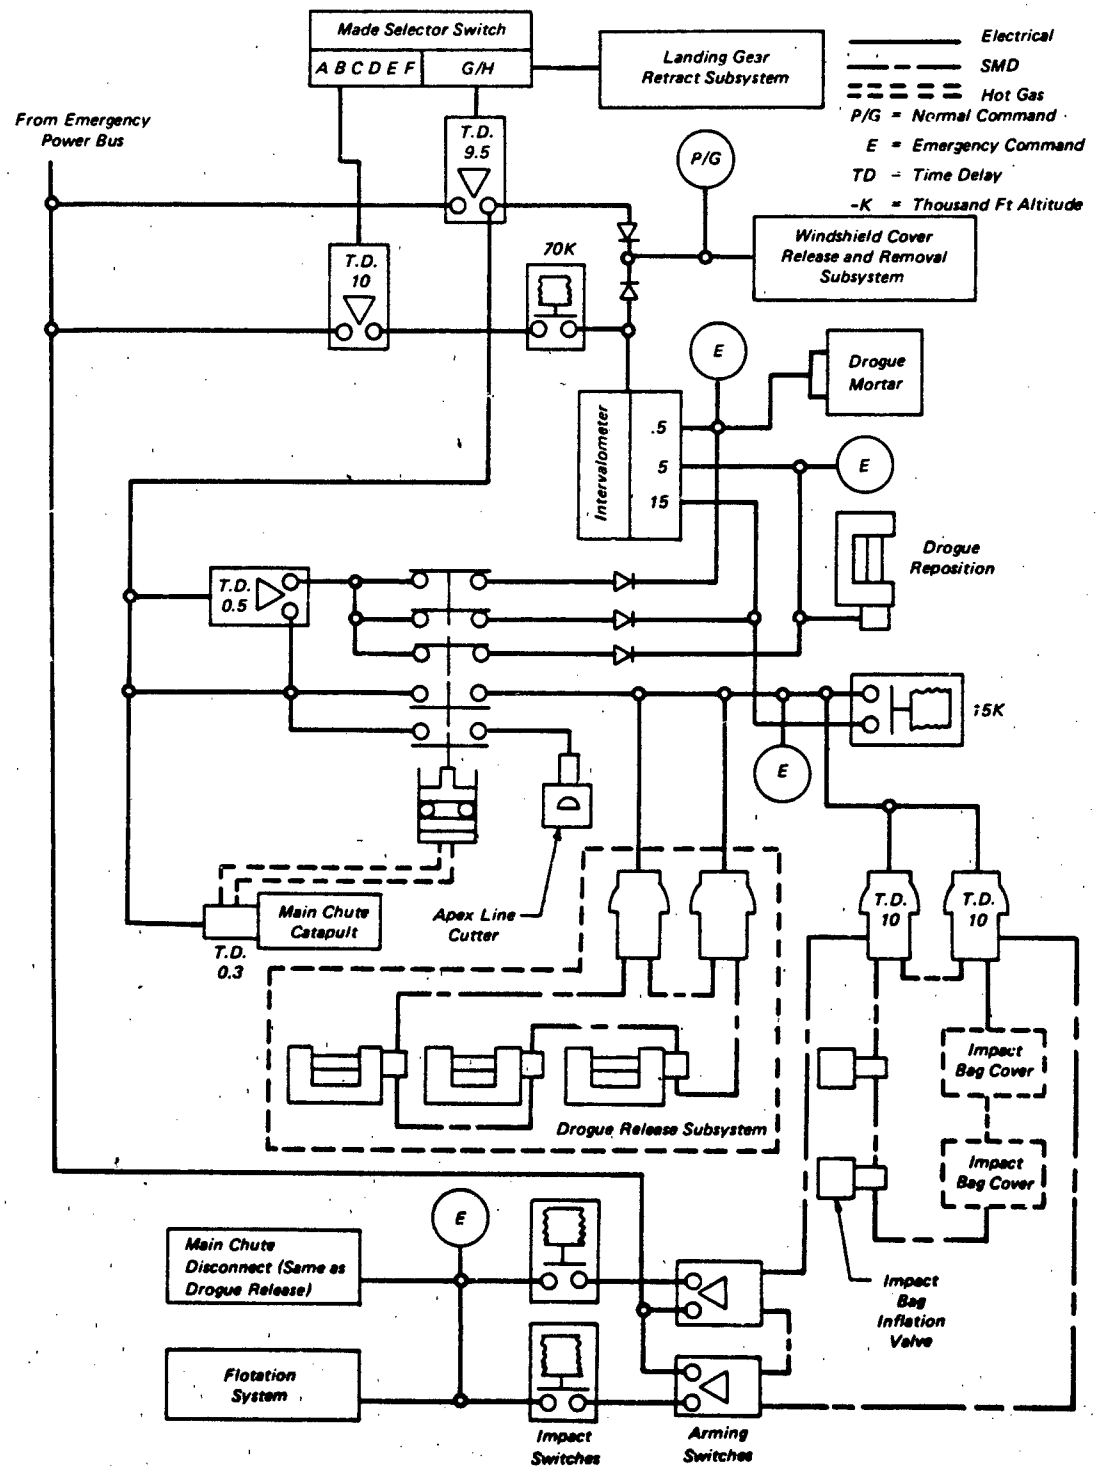 Made Selector Switch
A B C D E F
G/H
Landing Gear
Retract Subsystem
Electrical
SMD
Hot Gas
P/G = Normal Command
E = Emergency Command
TD - Time Delay
-K = Thousand Ft Altitude
From Emergency
Power Bus
T.D.
9.5
P/G
Windshield Cover
Release and Removal
Subsystem
T.D.
10
70K
E
Drogue
Mortar
Intervalometer
.5
5
15
E
Drogue
Reposition
T.D.
0.5
15K
E
Main Chute
Catapult
T.D.
0.3
Apex Line
Cutter
T.D.
10
T.D.
10
Impact
Bag Cover
Impact
Bag Cover
Drogue Release Subsystem
E
Main Chute
Disconnect (Same as
Drogue Release)
Impact
Bag
Inflation
Valve
Flotation
System
Impact
Switches
Arming
Switches